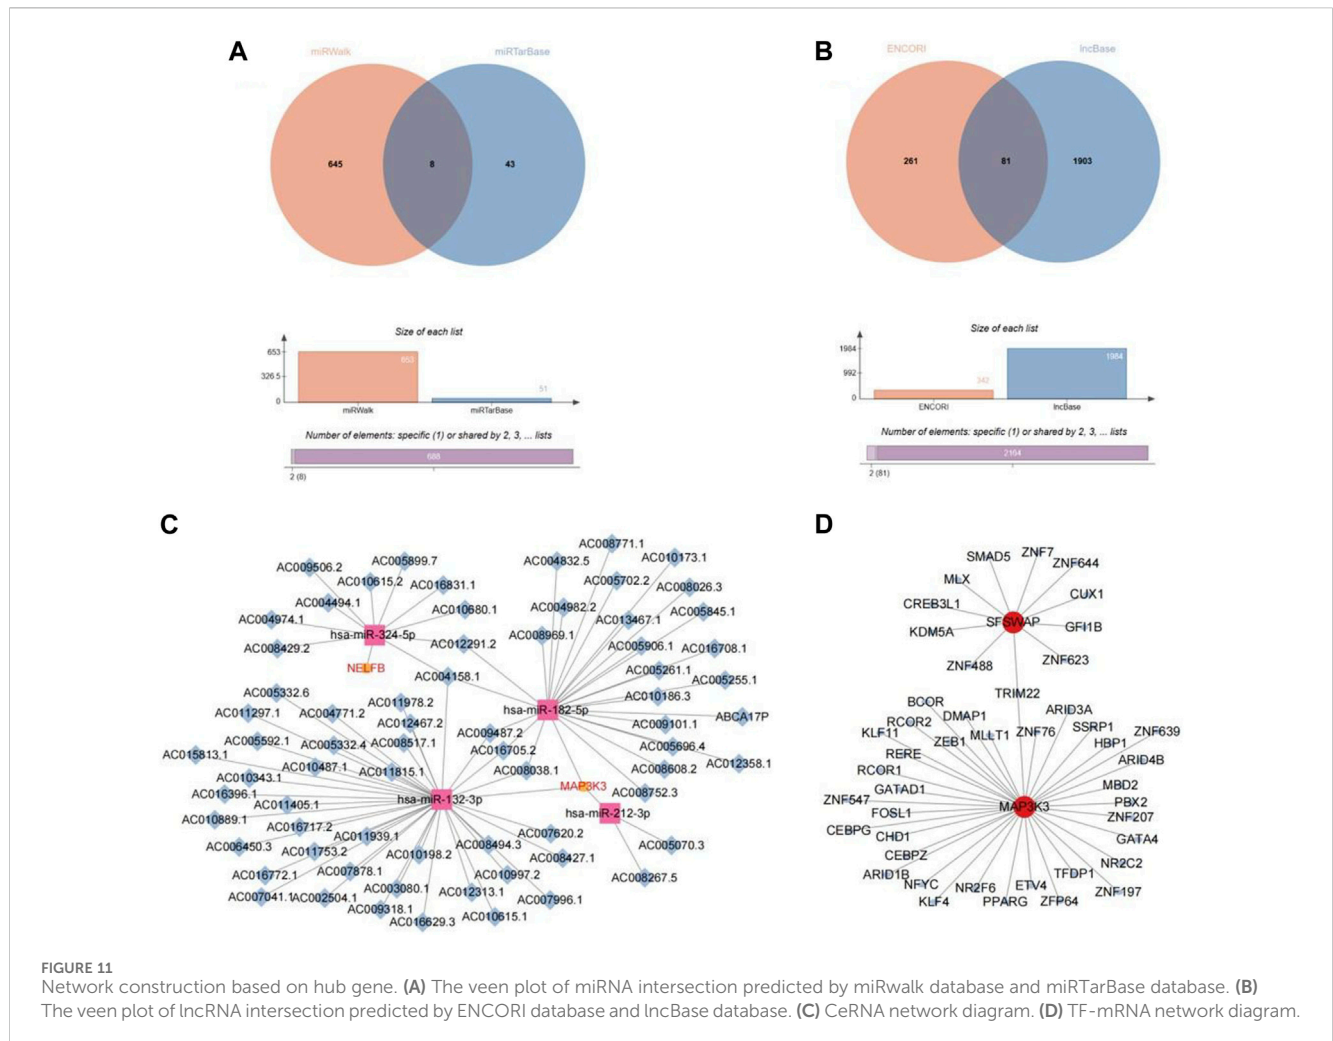 A
miRWalk
miRTarBase
645
8
43
Size of each list
653
326.5
0
653
51
miRWalk
miRTarBase
Number of elements: specific (1) or shared by 2, 3, ... lists
688
2 (8)
B
ENCORI
lncBase
261
81
1903
Size of each list
1984
992
0
342
1984
ENCORI
lncBase
Number of elements: specific (1) or shared by 2, 3, ... lists
2164
2 (81)
C
AC009506.2
AC005899.7
AC010615.2
AC016831.1
AC004494.1
AC010680.1
AC004974.1
hsa-miR-324-5p
AC012291.2
AC008429.2
NELFB
AC004158.1
AC008771.1
AC004832.5
AC010173.1
AC005702.2
AC008026.3
AC004982.2
AC005845.1
AC013467.1
AC008969.1
AC005906.1
AC016708.1
AC005261.1
AC005255.1
AC010186.3
hsa-miR-182-5p
ABCA17P
AC009101.1
AC005696.4
AC012358.1
AC008608.2
AC008752.3
AC005332.6
AC011978.2
AC011297.1
AC004771.2
AC012467.2
AC009487.2
AC005592.1
AC005332.4
AC008517.1
AC016705.2
AC015813.1
AC010487.1
AC011815.1
AC008038.1
AC010343.1
MAP3K3
AC016396.1
hsa-miR-132-3p
AC011405.1
hsa-miR-212-3p
AC010889.1
AC016717.2
AC011939.1
AC007620.2
AC006450.3
AC011753.2
AC008494.3
AC005070.3
AC010198.2
AC008427.1
AC016772.1
AC007878.1
AC010997.2
AC008267.5
AC003080.1
AC012313.1
AC007041.1
AC002504.1
AC007996.1
AC009318.1
AC010615.1
AC016629.3
D
SMAD5
ZNF7
ZNF644
MLX
CUX1
CREB3L1
SFSWAP
GFI1B
KDM5A
ZNF488
ZNF623
TRIM22
BCOR
ARID3A
DMAP1
RCOR2
SSRP1
KLF11
ZEB1
MLLT1
ZNF76
ZNF639
HBP1
RERE
ARID4B
RCOR1
GATAD1
MBD2
ZNF547
PBX2
FOSL1
MAP3K3
ZNF207
CEBPG
CHD1
GATA4
CEBPZ
NR2C2
ARID1B
TFDP1
NFYC
NR2F6
ETV4
ZNF197
KLF4
PPARG
ZFP64
FIGURE 11
Network construction based on hub gene. (A) The veen plot of miRNA intersection predicted by miRwalk database and miRTarBase database. (B)
The veen plot of lncRNA intersection predicted by ENCORI database and lncBase database. (C) CeRNA network diagram. (D) TF-mRNA network diagram.